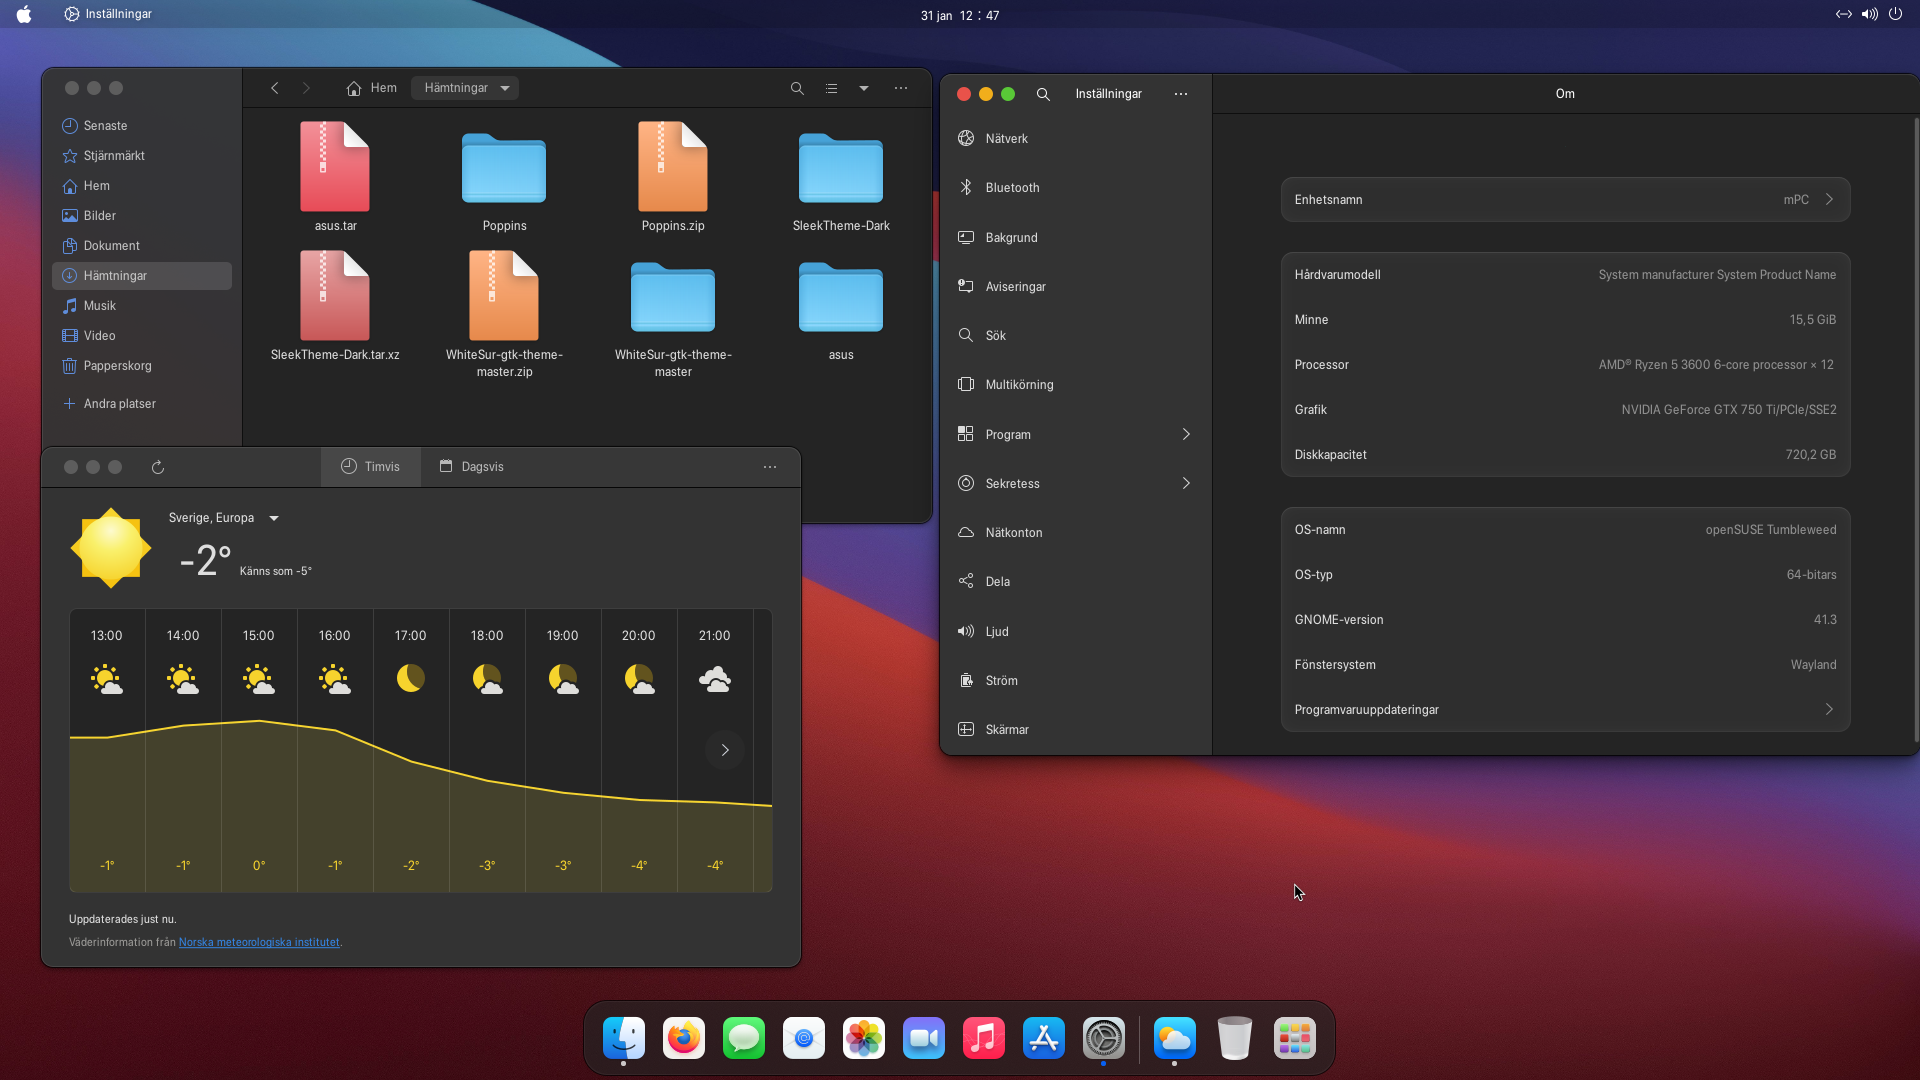 Inställningar
31 jan 12 : 47
Hem
Hämtningar
Senaste
Stjärnmärkt
Hem
Bilder
Dokument
Hämtningar
Musik
Video
Papperskorg
Andra platser
asus.tar
Poppins
Poppins.zip
SleekTheme-Dark
SleekTheme-Dark.tar.xz
WhiteSur-gtk-theme-
master.zip
WhiteSur-gtk-theme-
master
asus
Timvis
Dagsvis
Sverige, Europa
-2°
Känns som -5°
13:00 14:00 15:00 16:00 17:00 18:00 19:00 20:00 21:00
-1° -1° 0° -1° -2° -3° -3° -4° -4°
Uppdaterades just nu.
Väderinformation från Norska meteorologiska institutet.
Inställningar
Nätverk
Bluetooth
Bakgrund
Aviseringar
Sök
Multikörning
Program
Sekretess
Nätkonton
Dela
Ljud
Ström
Skärmar
Om
Enhetsnamn mPC
Hårdvarumodell System manufacturer System Product Name
Minne 15,5 GiB
Processor AMD® Ryzen 5 3600 6-core processor × 12
Grafik NVIDIA GeForce GTX 750 Ti/PCIe/SSE2
Diskkapacitet 720,2 GB
OS-namn openSUSE Tumbleweed
OS-typ 64-bitars
GNOME-version 41.3
Fönstersystem Wayland
Programvaruuppdateringar